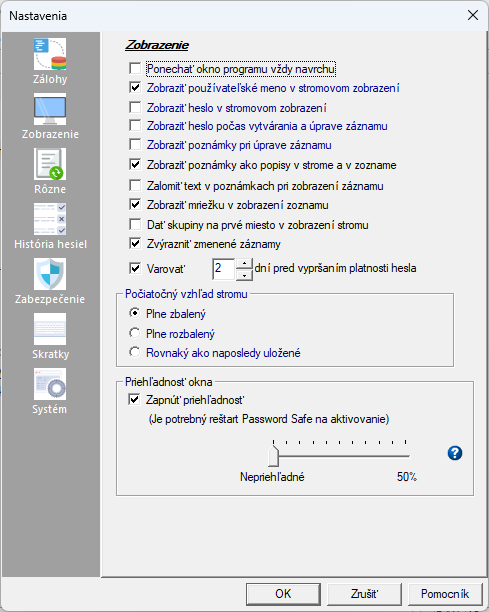 Nastavenia
Zálohy
Zobrazenie
Rôzne
História hesiel
Zabezpečenie
Skratky
Systém
Zobrazenie
Ponechať okno programu vždy navrchu
Zobraziť používateľské meno v stromovom zobrazení
Zobraziť heslo v stromovom zobrazení
Zobraziť heslo počas vytvárania a úprave záznamu
Zobraziť poznámky pri úprave záznamu
Zobraziť poznámky ako popisy v strome a v zozname
Zalomiť text v poznámkach pri zobrazení záznamu
Zobraziť mriežku v zobrazení zoznamu
Dať skupiny na prvé miesto v zobrazení stromu
Zvýrazniť zmenené záznamy
Varovať 2 dní pred vypršaním platnosti hesla
Počiatočný vzhľad stromu
Plne zbalený
Plne rozbalený
Rovnaký ako naposledy uložené
Priehľadnosť okna
Zapnúť priehľadnosť
(Je potrebný reštart Password Safe na aktivovanie)
Nepriehľadné 50%
OK Zrušiť Pomocník